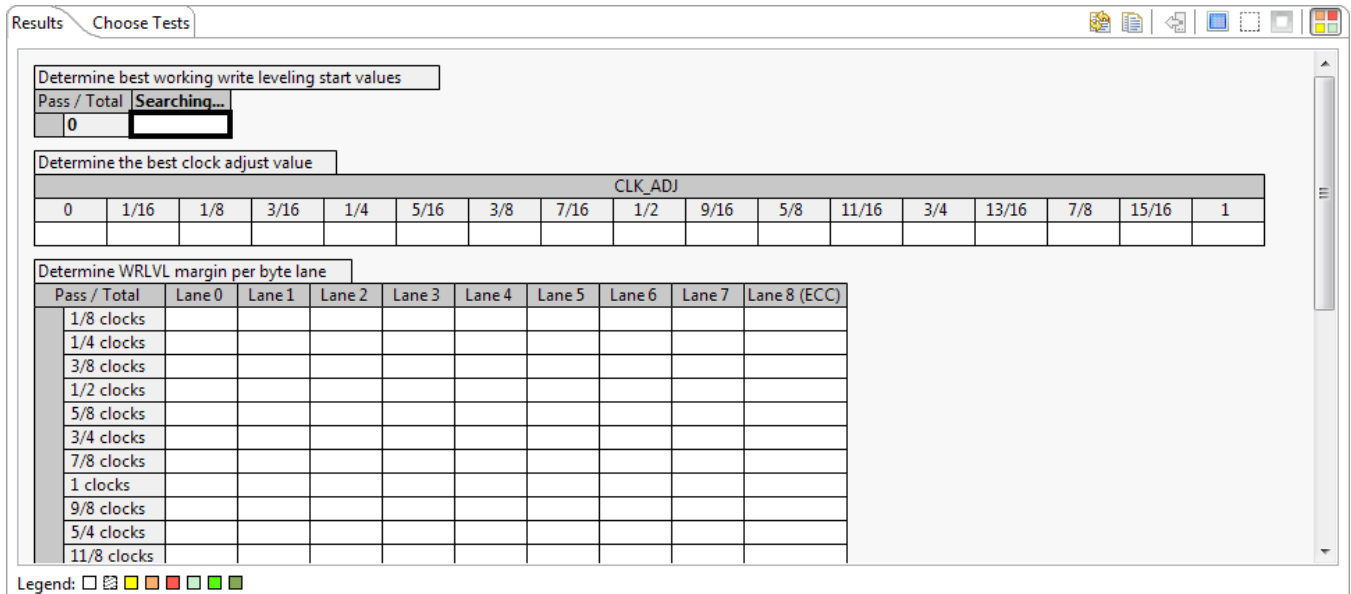 Results Choose Tests
Determine best working write leveling start values
Pass / Total Searching...
0
Determine the best clock adjust value
CLK_ADJ
0 1/16 1/8 3/16 1/4 5/16 3/8 7/16 1/2 9/16 5/8 11/16 3/4 13/16 7/8 15/16 1
Determine WRLVL margin per byte lane
Pass / Total Lane 0 Lane 1 Lane 2 Lane 3 Lane 4 Lane 5 Lane 6 Lane 7 Lane 8 (ECC)
1/8 clocks
1/4 clocks
3/8 clocks
1/2 clocks
5/8 clocks
3/4 clocks
7/8 clocks
1 clocks
9/8 clocks
5/4 clocks
11/8 clocks
Legend: